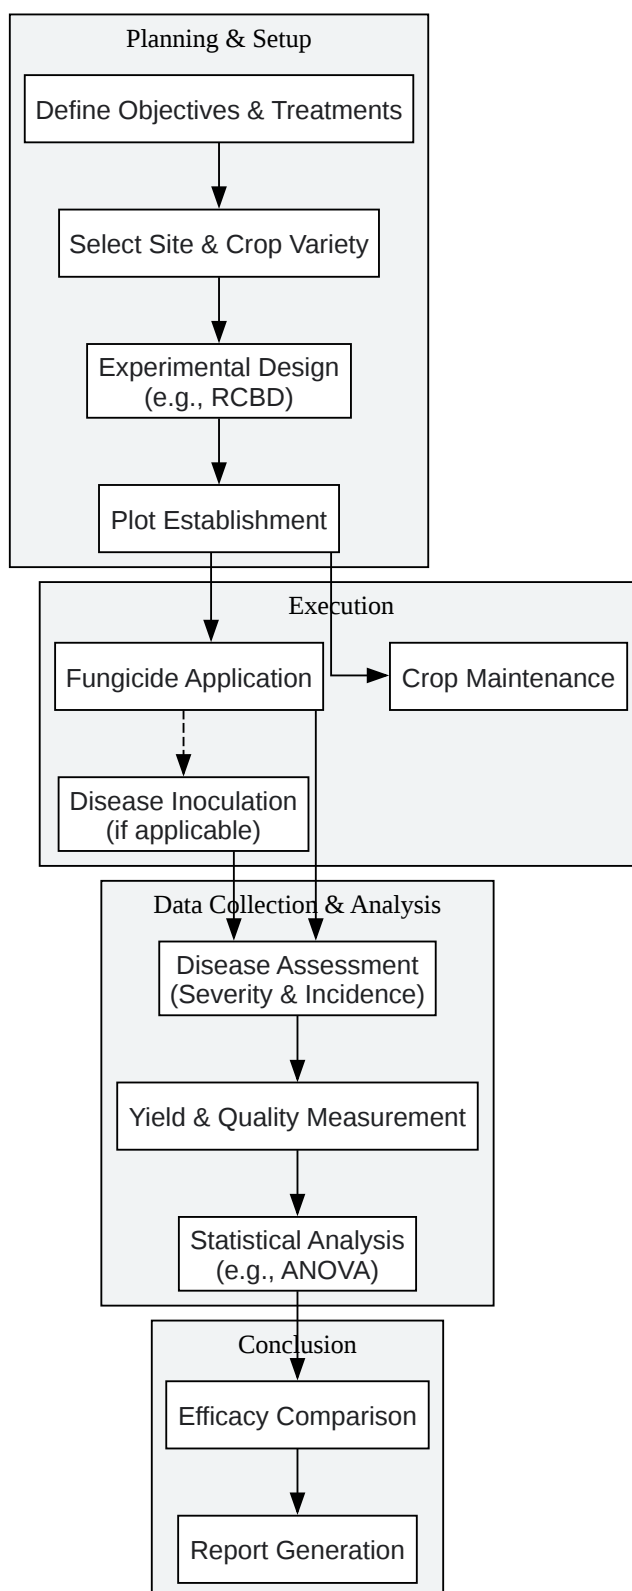 Planning & Setup
Define Objectives & Treatments
Select Site & Crop Variety
Experimental Design
(e.g., RCBD)
Plot Establishment
Execution
Fungicide Application
Crop Maintenance
Disease Inoculation
(if applicable)
Data Collection & Analysis
Disease Assessment
(Severity & Incidence)
Yield & Quality Measurement
Statistical Analysis
(e.g., ANOVA)
Conclusion
Efficacy Comparison
Report Generation